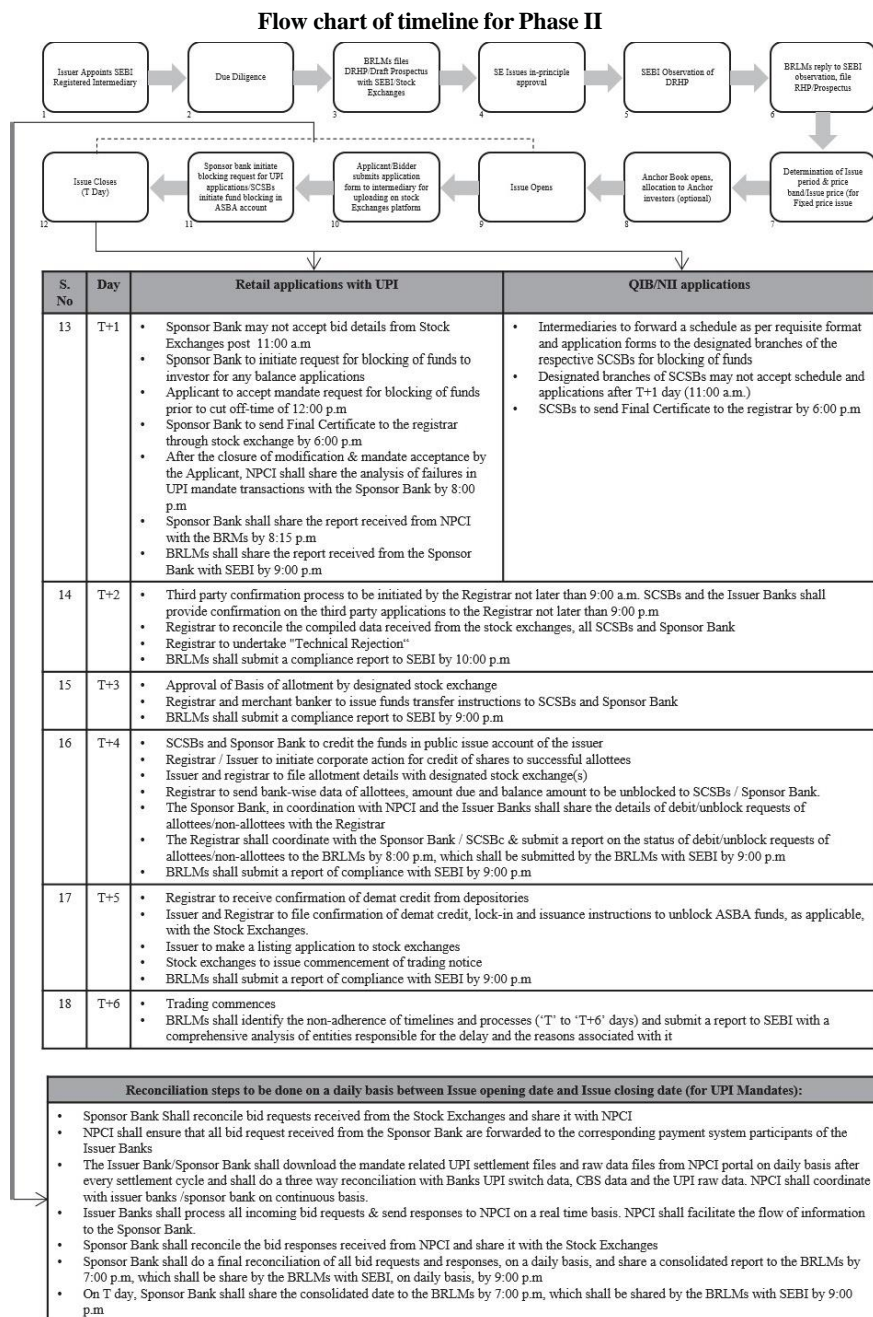 Flow chart of timeline for Phase II
Issuer Appoints SEBI
Registered Intermediary
1
Due Diligence
2
BRLMs files
DRHP/Draft Prospectus
with SEBI/Stock
Exchanges
3
SE Issues in-principle
approval
4
SEBI Observation of
DRHP
5
BRLMs reply to SEBI
observation, file
RHP/Prospectus
6
Determination of Issue
period & price
band/Issue price (for
Fixed price issue
7
Anchor Book opens,
allocation to Anchor
investors (optional)
8
Issue Opens
9
Applicant/Bidder
submits application
form to intermediary for
uploading on stock
Exchanges platform
10
Sponsor bank initiate
blocking request for UPI
applications/SCSBs
initiate fund blocking in
ASBA account
11
Issue Closes
(T Day)
12
S.
No
Day
Retail applications with UPI
QIB/NII applications
13
T+1
• Sponsor Bank may not accept bid details from Stock
Exchanges post 11:00 a.m
• Sponsor Bank to initiate request for blocking of funds to
investor for any balance applications
• Applicant to accept mandate request for blocking of funds
prior to cut off-time of 12:00 p.m
• Sponsor Bank to send Final Certificate to the registrar
through stock exchange by 6:00 p.m
• After the closure of modification & mandate acceptance by
the Applicant, NPCI shall share the analysis of failures in
UPI mandate transactions with the Sponsor Bank by 8:00
p.m
• Sponsor Bank shall share the report received from NPCI
with the BRMs by 8:15 p.m
• BRLMs shall share the report received from the Sponsor
Bank with SEBI by 9:00 p.m
• Intermediaries to forward a schedule as per requisite format
and application forms to the designated branches of the
respective SCSBs for blocking of funds
• Designated branches of SCSBs may not accept schedule and
applications after T+1 day (11:00 a.m.)
• SCSBs to send Final Certificate to the registrar by 6:00 p.m
14
T+2
• Third party confirmation process to be initiated by the Registrar not later than 9:00 a.m. SCSBs and the Issuer Banks shall
provide confirmation on the third party applications to the Registrar not later than 9:00 p.m
• Registrar to reconcile the compiled data received from the stock exchanges, all SCSBs and Sponsor Bank
• Registrar to undertake "Technical Rejection“
• BRLMs shall submit a compliance report to SEBI by 10:00 p.m
15
T+3
• Approval of Basis of allotment by designated stock exchange
• Registrar and merchant banker to issue funds transfer instructions to SCSBs and Sponsor Bank
• BRLMs shall submit a compliance report to SEBI by 9:00 p.m
16
T+4
• SCSBs and Sponsor Bank to credit the funds in public issue account of the issuer
• Registrar / Issuer to initiate corporate action for credit of shares to successful allottees
• Issuer and registrar to file allotment details with designated stock exchange(s)
• Registrar to send bank-wise data of allottees, amount due and balance amount to be unblocked to SCSBs / Sponsor Bank.
• The Sponsor Bank, in coordination with NPCI and the Issuer Banks shall share the details of debit/unblock requests of
allottees/non-allottees with the Registrar
• The Registrar shall coordinate with the Sponsor Bank / SCSBc & submit a report on the status of debit/unblock requests of
allottees/non-allottees to the BRLMs by 8:00 p.m, which shall be submitted by the BRLMs with SEBI by 9:00 p.m
• BRLMs shall submit a report of compliance with SEBI by 9:00 p.m
17
T+5
• Registrar to receive confirmation of demat credit from depositories
• Issuer and Registrar to file confirmation of demat credit, lock-in and issuance instructions to unblock ASBA funds, as applicable,
with the Stock Exchanges.
• Issuer to make a listing application to stock exchanges
• Stock exchanges to issue commencement of trading notice
• BRLMs shall submit a report of compliance with SEBI by 9:00 p.m
18
T+6
• Trading commences
• BRLMs shall identify the non-adherence of timelines and processes (‘T’ to ‘T+6’ days) and submit a report to SEBI with a
comprehensive analysis of entities responsible for the delay and the reasons associated with it
Reconciliation steps to be done on a daily basis between Issue opening date and Issue closing date (for UPI Mandates):
• Sponsor Bank Shall reconcile bid requests received from the Stock Exchanges and share it with NPCI
• NPCI shall ensure that all bid request received from the Sponsor Bank are forwarded to the corresponding payment system participants of the
Issuer Banks
• The Issuer Bank/Sponsor Bank shall download the mandate related UPI settlement files and raw data files from NPCI portal on daily basis after
every settlement cycle and shall do a three way reconciliation with Banks UPI switch data, CBS data and the UPI raw data. NPCI shall coordinate
with issuer banks /sponsor bank on continuous basis.
• Issuer Banks shall process all incoming bid requests & send responses to NPCI on a real time basis. NPCI shall facilitate the flow of information
to the Sponsor Bank.
• Sponsor Bank shall reconcile the bid responses received from NPCI and share it with the Stock Exchanges
• Sponsor Bank shall do a final reconciliation of all bid requests and responses, on a daily basis, and share a consolidated report to the BRLMs by
7:00 p.m, which shall be share by the BRLMs with SEBI, on daily basis, by 9:00 p.m
• On T day, Sponsor Bank shall share the consolidated date to the BRLMs by 7:00 p.m, which shall be shared by the BRLMs with SEBI by 9:00
p.m